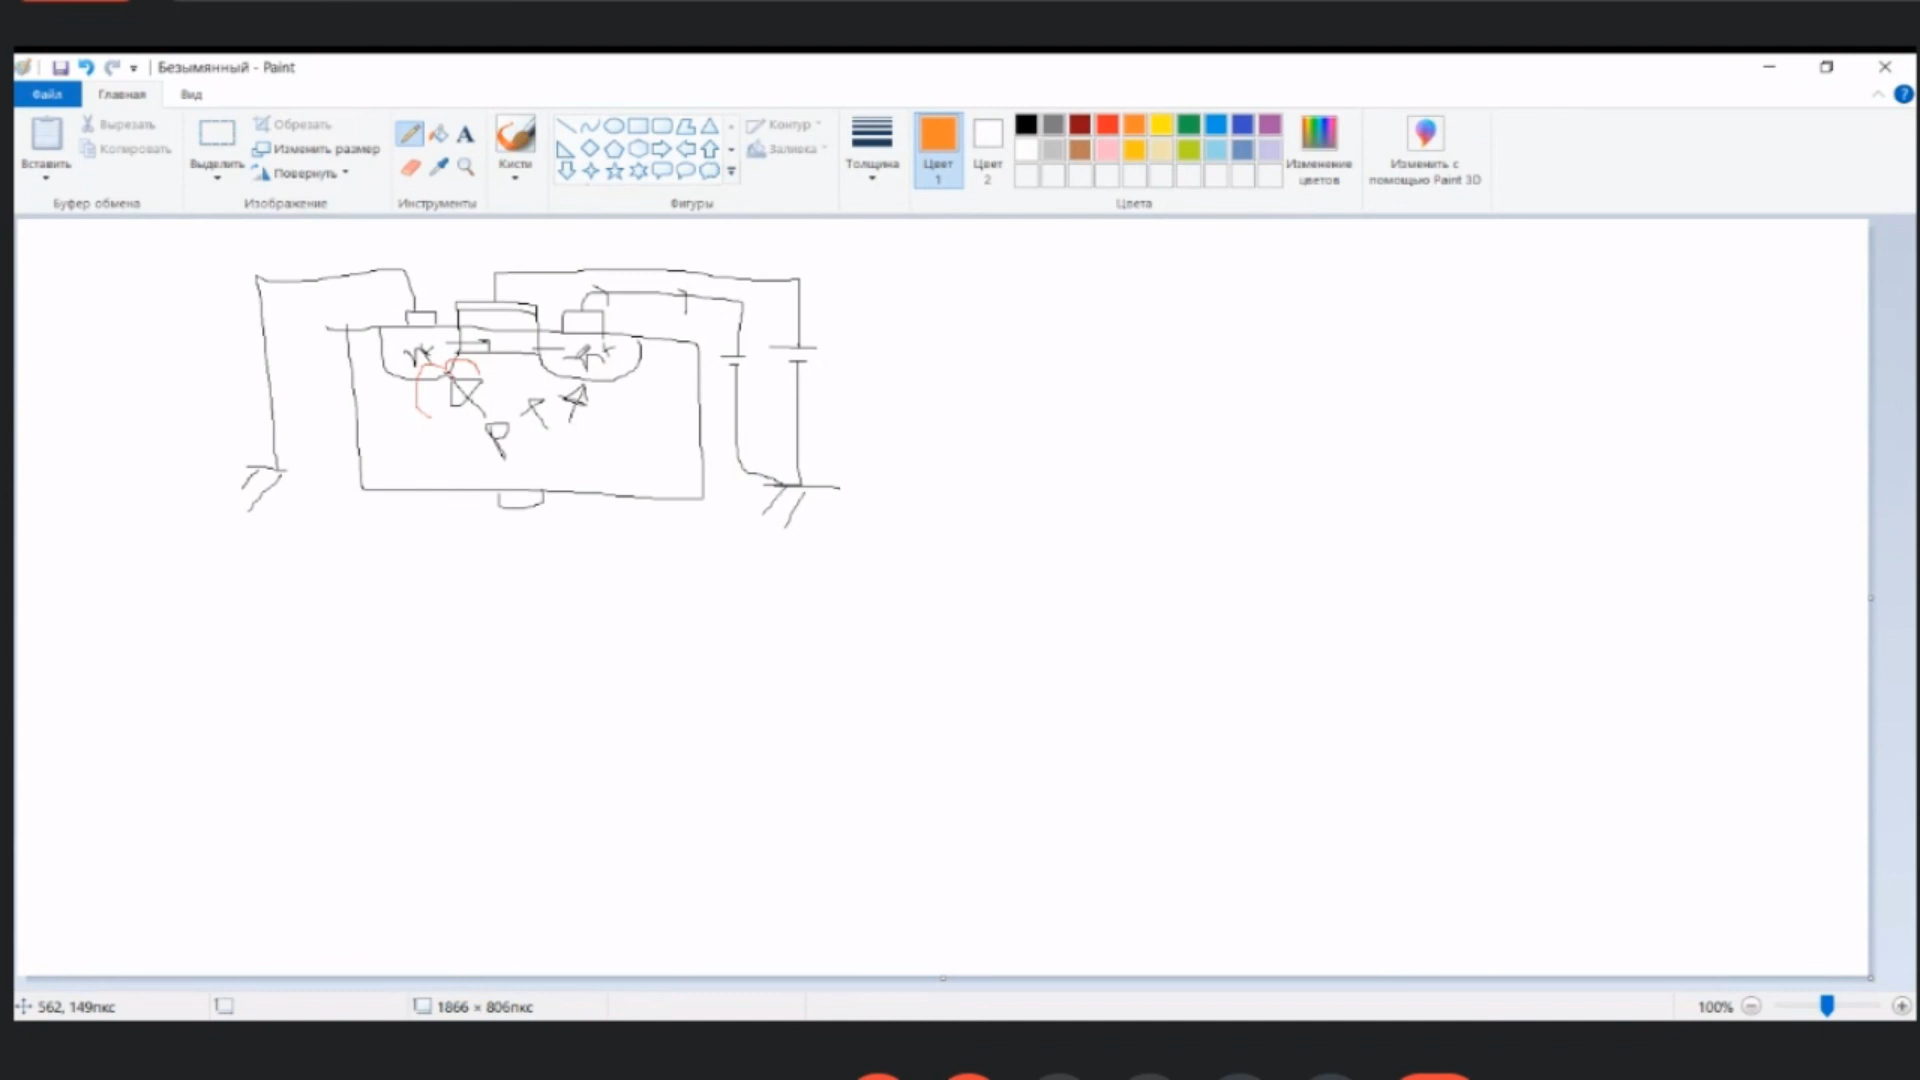 Безымянный - Paint
Файл Главная Вид
Вставить
Вырезать
Копировать
Буфер обмена
Выделить
Обрезать
Изменить размер
Повернуть
Изображение
A
Инструменты
Кисти
Фигуры
Контур
Заливка
Толщина
Цвет
1
Цвет
2
Изменение
цветов
Цвета
Изменить с
помощью Paint 3D
n+
n+
P
562, 149пкс
1866 × 806пкс
100%